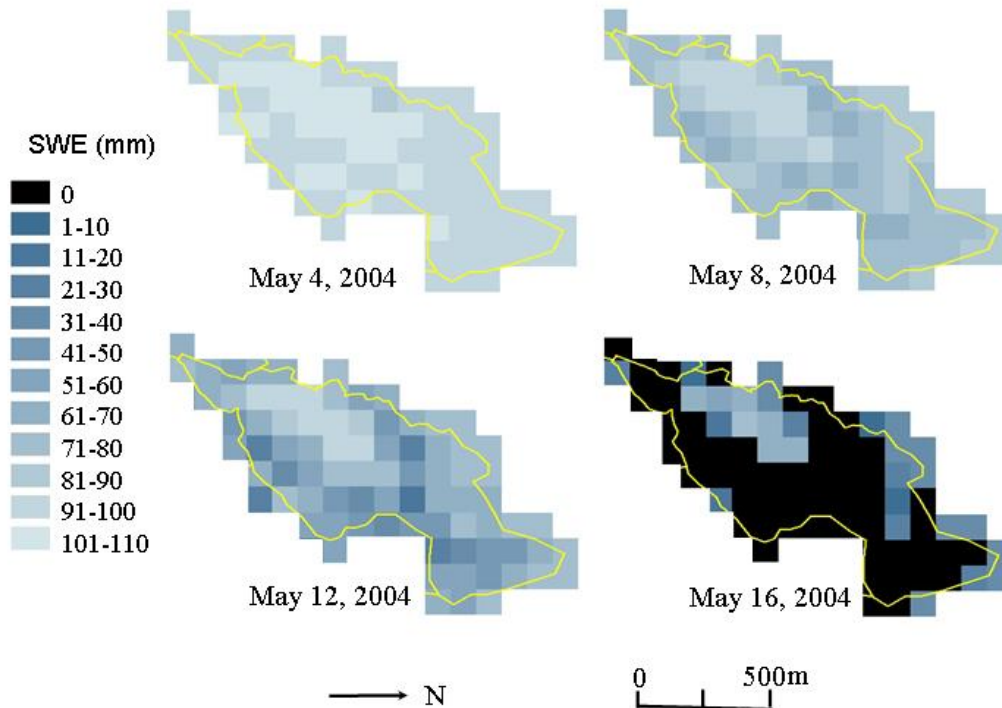 May 4, 2004
May 8, 2004
SWE (mm)
0
1-10
11-20
21-30
31-40
41-50
51-60
61-70
71-80
81-90
91-100
101-110
May 12, 2004
May 16, 2004
N
0 500m